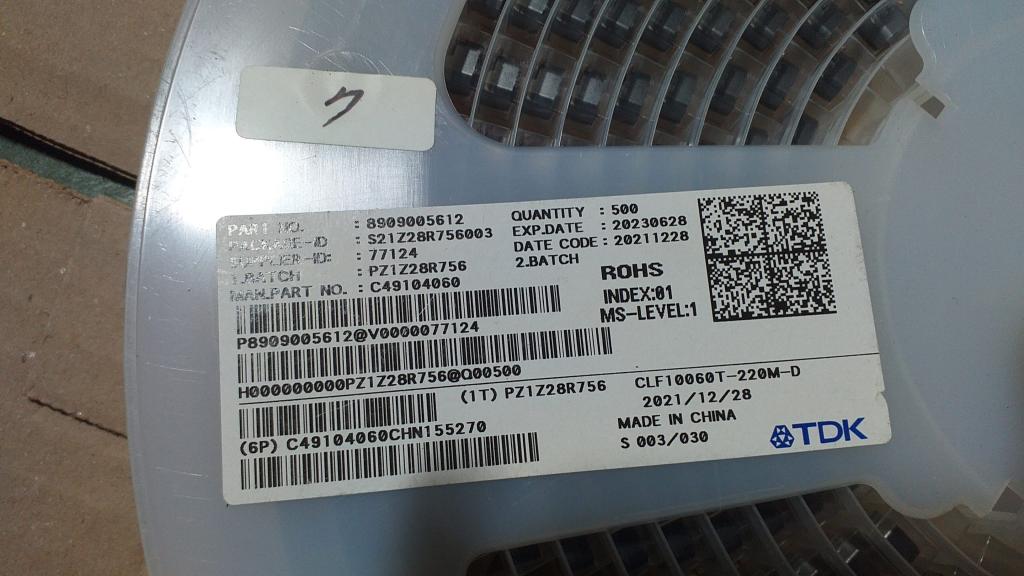 7
PART NO. : 8909005612
PACKAGE-ID : S21Z28R756003
SUPPLIER-ID: : 77124
1.BATCH : PZ1Z28R756
MAN.PART NO. : C49104060
QUANTITY : 500
EXP.DATE : 20230628
DATE CODE : 20211228
2.BATCH
ROHS
INDEX:01
MS-LEVEL:1
P8909005612@V0000077124
H000000000PZ1Z28R756@Q00500
(1T) PZ1Z28R756
(6P) C49104060CHN155270
CLF10060T-220M-D
2021/12/28
MADE IN CHINA
S 003/030
TDK